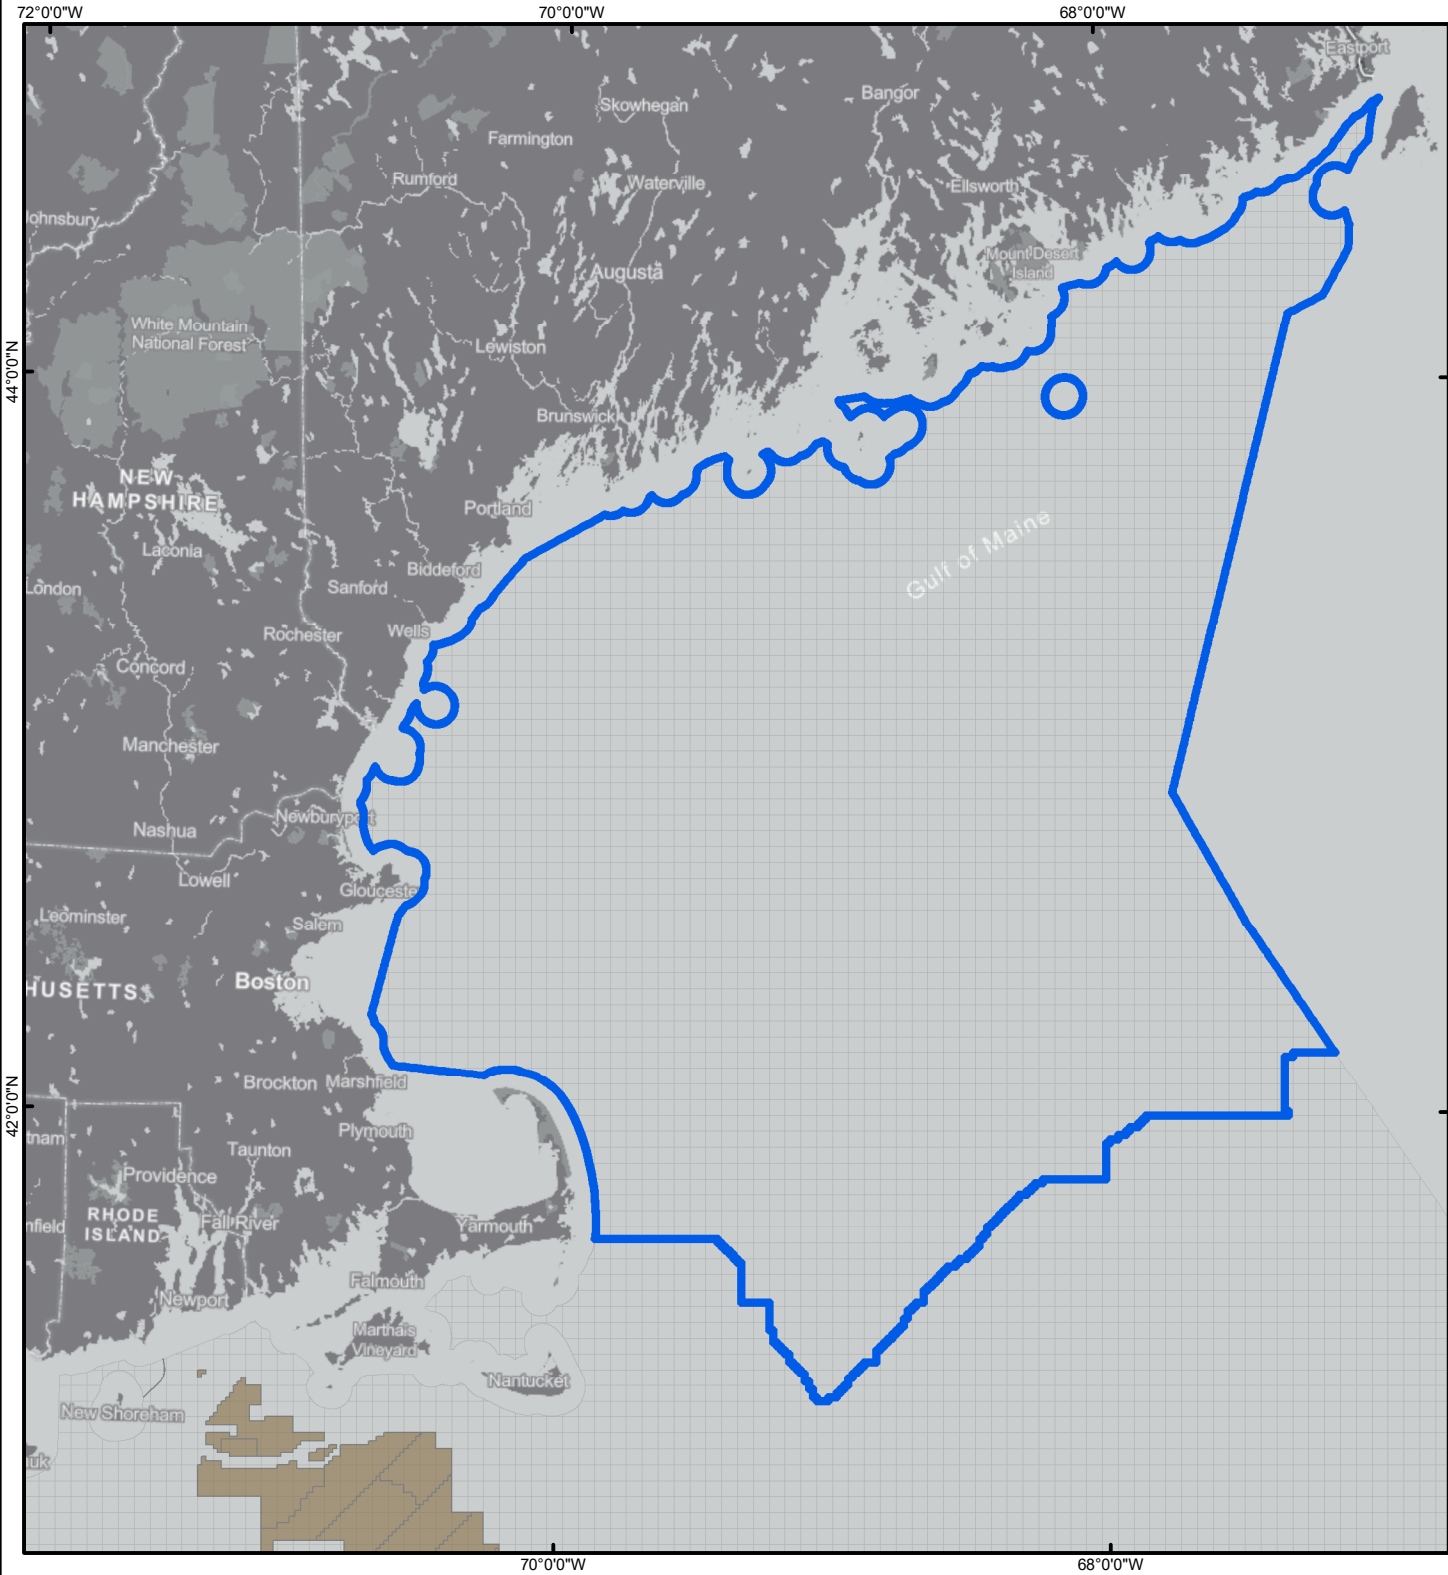 72°0'0"W
70°0'0"W
68°0'0"W
Eastport
Bangor
Skowhegan
Farmington
Rumford
Waterville
Ellsworth
Johnsbury
Mount Desert
Island
Augusta
White Mountain
National Forest
Lewiston
44°0'0"N
Brunswick
NEW
HAMPSHIRE
Portland
Laconia
Gulf of Maine
Biddeford
London
Sanford
Rochester
Wells
Concord
Manchester
Newburyport
Nashua
Lowell
Glouceste
Leominster
Salem
HUSETTS
Boston
Brockton
Marshfield
42°0'0"N
tnam
Plymouth
Taunton
Providence
RHODE
ISLAND
nfield
Fall River
Yarmouth
Falmouth
Newport
Martha's
Vineyard
Nantucket
New Shoreham
uk
70°0'0"W
68°0'0"W